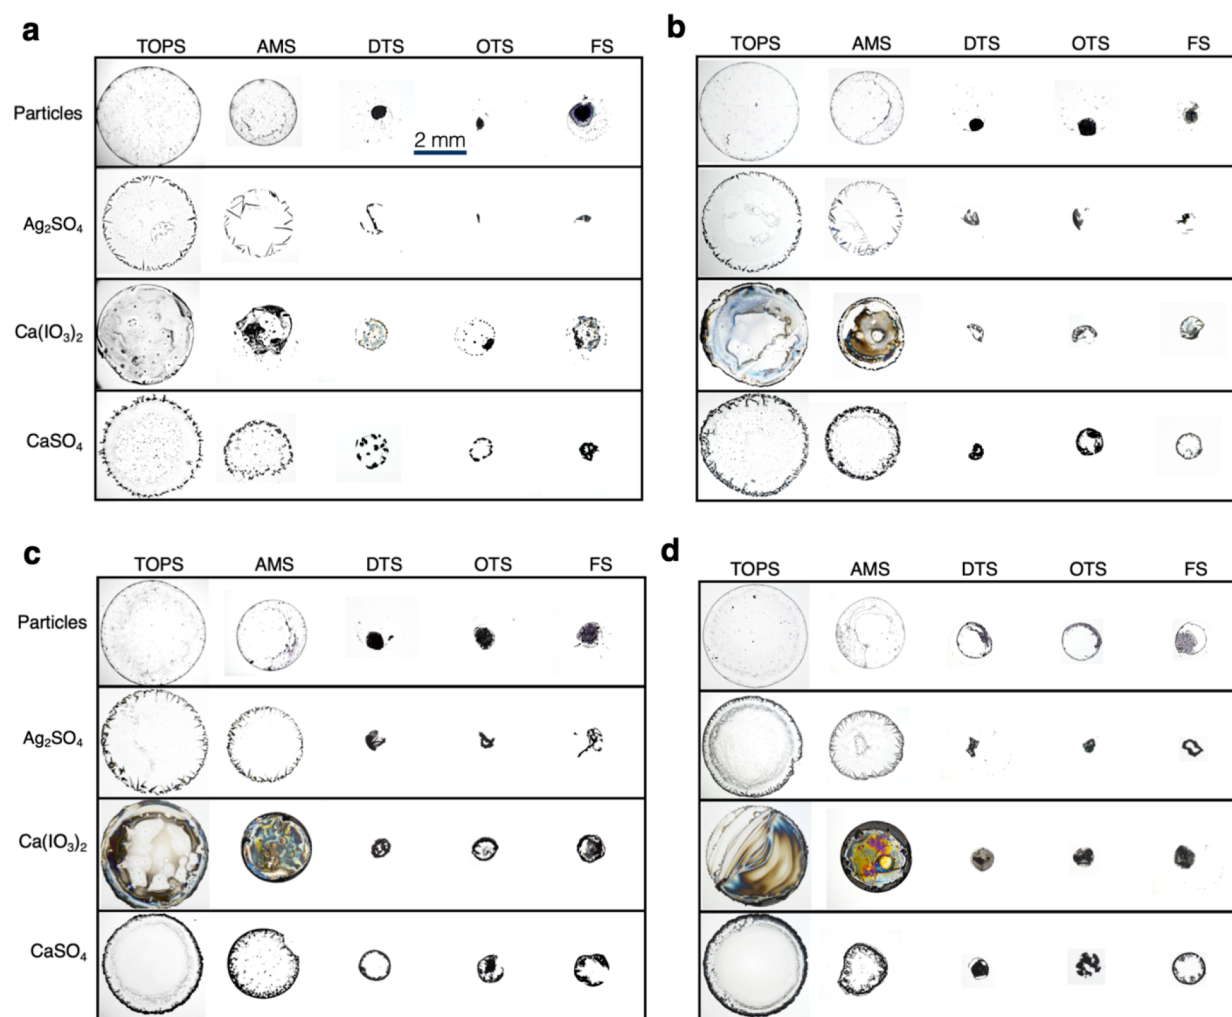 a
TOPS AMS DTS OTS FS
Particles
2 mm
Ag₂SO₄
Ca(IO₃)₂
CaSO₄
b
TOPS AMS DTS OTS FS
c
TOPS AMS DTS OTS FS
Particles
Ag₂SO₄
Ca(IO₃)₂
CaSO₄
d
TOPS AMS DTS OTS FS